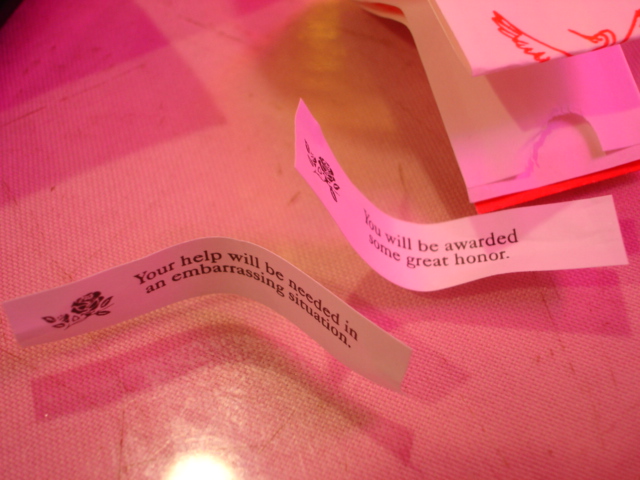 You will be awarded
some great honor.
Your help will be needed in
an embarrassing situation.